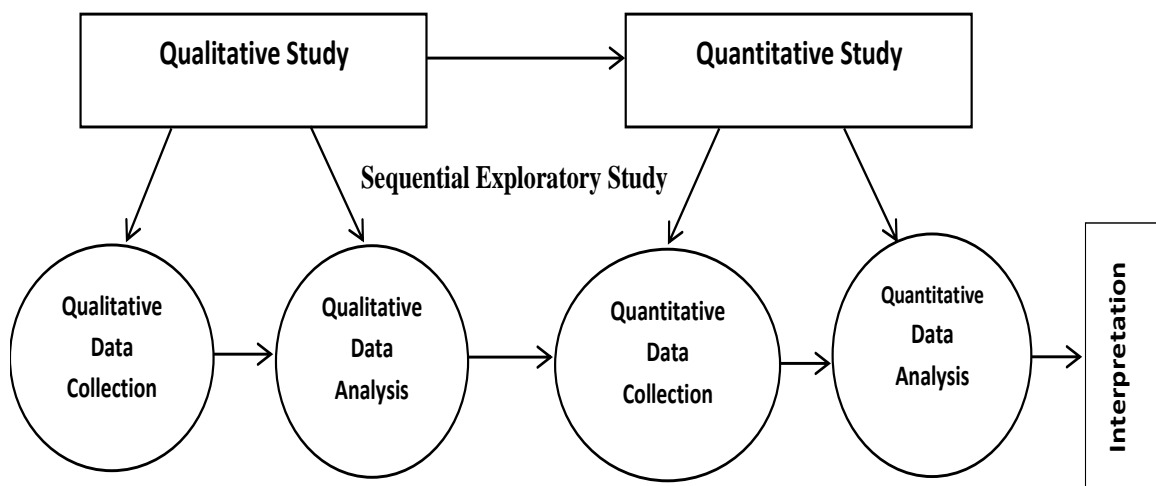 Qualitative Study
Quantitative Study
Sequential Exploratory Study
Qualitative
Data
Collection
Qualitative
Data
Analysis
Quantitative
Data
Collection
Quantitative
Data
Analysis
Interpretation